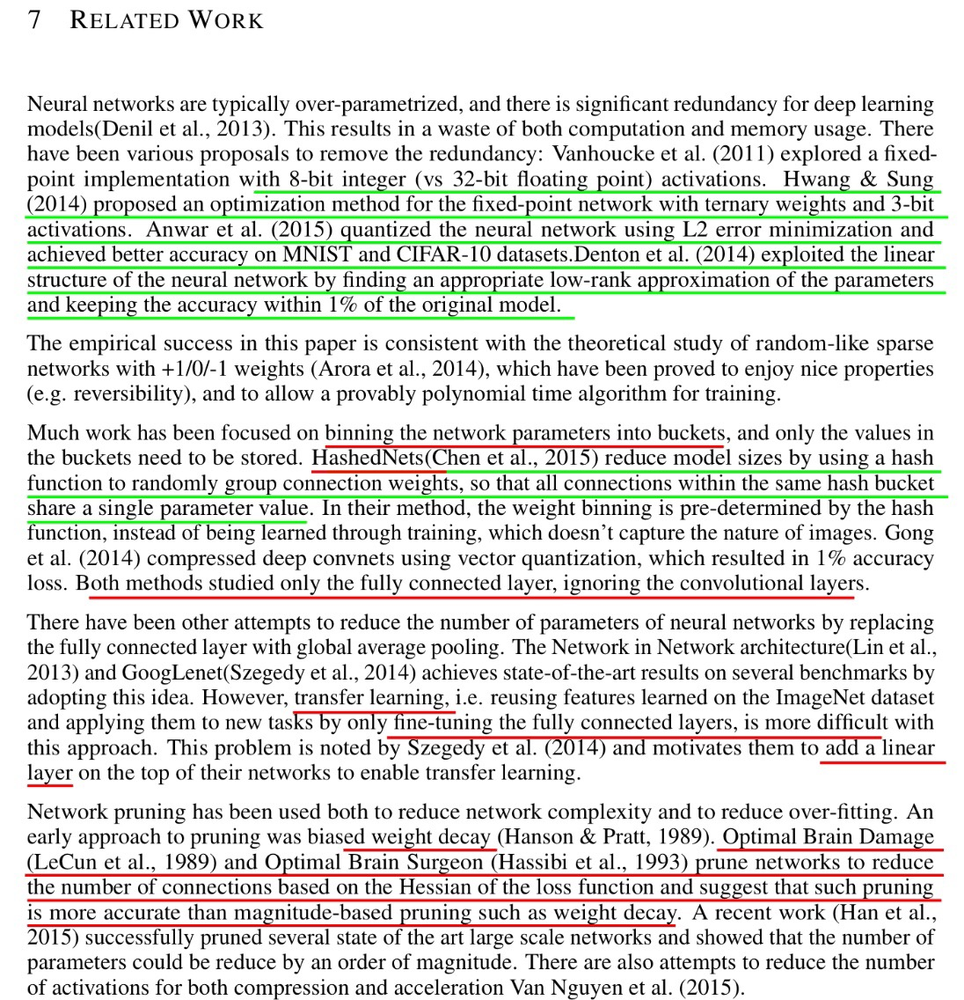 7 RELATED WORK
Neural networks are typically over-parametrized, and there is significant redundancy for deep learning
models(Denil et al., 2013). This results in a waste of both computation and memory usage. There
have been various proposals to remove the redundancy: Vanhoucke et al. (2011) explored a fixed-
point implementation with 8-bit integer (vs 32-bit floating point) activations. Hwang & Sung
(2014) proposed an optimization method for the fixed-point network with ternary weights and 3-bit
activations. Anwar et al. (2015) quantized the neural network using L2 error minimization and
achieved better accuracy on MNIST and CIFAR-10 datasets.Denton et al. (2014) exploited the linear
structure of the neural network by finding an appropriate low-rank approximation of the parameters
and keeping the accuracy within 1% of the original model.
The empirical success in this paper is consistent with the theoretical study of random-like sparse
networks with +1/0/-1 weights (Arora et al., 2014), which have been proved to enjoy nice properties
(e.g. reversibility), and to allow a provably polynomial time algorithm for training.
Much work has been focused on binning the network parameters into buckets, and only the values in
the buckets need to be stored. HashedNets(Chen et al., 2015) reduce model sizes by using a hash
function to randomly group connection weights, so that all connections within the same hash bucket
share a single parameter value. In their method, the weight binning is pre-determined by the hash
function, instead of being learned through training, which doesn't capture the nature of images. Gong
et al. (2014) compressed deep convnets using vector quantization, which resulted in 1% accuracy
loss. Both methods studied only the fully connected layer, ignoring the convolutional layers.
There have been other attempts to reduce the number of parameters of neural networks by replacing
the fully connected layer with global average pooling. The Network in Network architecture(Lin et al.,
2013) and GoogLenet(Szegedy et al., 2014) achieves state-of-the-art results on several benchmarks by
adopting this idea. However, transfer learning, i.e. reusing features learned on the ImageNet dataset
and applying them to new tasks by only fine-tuning the fully connected layers, is more difficult with
this approach. This problem is noted by Szegedy et al. (2014) and motivates them to add a linear
layer on the top of their networks to enable transfer learning.
Network pruning has been used both to reduce network complexity and to reduce over-fitting. An
early approach to pruning was biased weight decay (Hanson & Pratt, 1989). Optimal Brain Damage
(LeCun et al., 1989) and Optimal Brain Surgeon (Hassibi et al., 1993) prune networks to reduce
the number of connections based on the Hessian of the loss function and suggest that such pruning
is more accurate than magnitude-based pruning such as weight decay. A recent work (Han et al.,
2015) successfully pruned several state of the art large scale networks and showed that the number of
parameters could be reduce by an order of magnitude. There are also attempts to reduce the number
of activations for both compression and acceleration Van Nguyen et al. (2015).